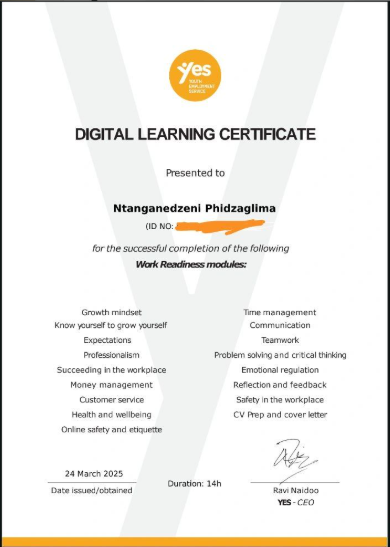 yes
YOUTH
EMPLOYMENT
SERVICE
DIGITAL LEARNING CERTIFICATE
Presented to
Ntanganedzeni Phidzaglima
(ID NO:
for the successful completion of the following
Work Readiness modules:
Growth mindset
Know yourself to grow yourself
Expectations
Professionalism
Succeeding in the workplace
Money management
Customer service
Health and wellbeing
Online safety and etiquette
Time management
Communication
Teamwork
Problem solving and critical thinking
Emotional regulation
Reflection and feedback
Safety in the workplace
CV Prep and cover letter
24 March 2025
Date issued/obtained
Duration: 14h
Ravi Naidoo
YES - CEO